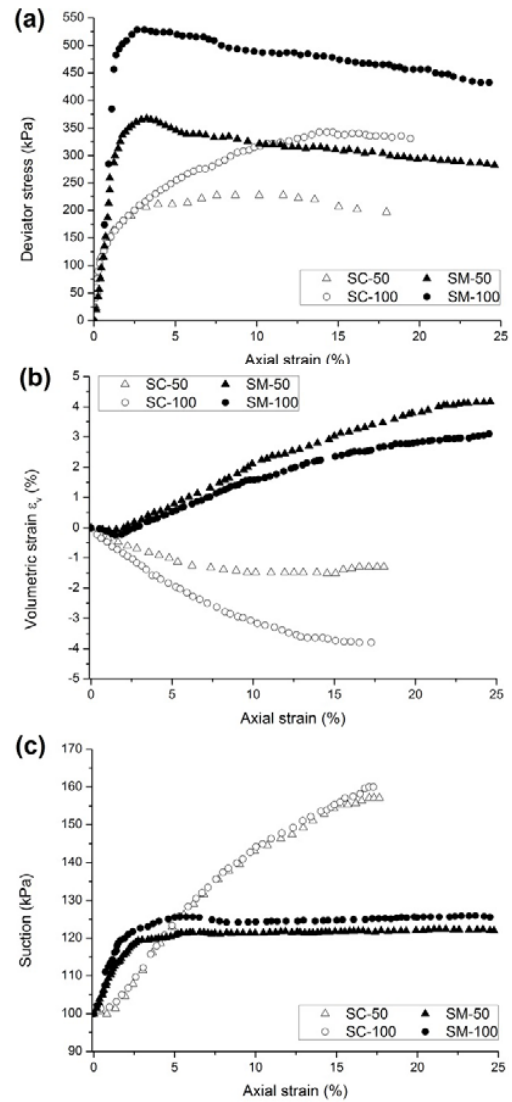 (a)
550
500
450
400
350
300
250
200
150
100
50
0
Deviator stress (kPa)
SC-50 SM-50
SC-100 SM-100
0 5 10 15 20 25
Axial strain (%)
(b)
SC-50 SM-50
SC-100 SM-100
5
4
3
2
1
0
-1
-2
-3
-4
-5
Volumetric strain εv (%)
0 5 10 15 20 25
Axial strain (%)
(c)
170
160
150
140
130
120
110
100
90
Suction (kPa)
SC-50 SM-50
SC-100 SM-100
0 5 10 15 20 25
Axial strain (%)